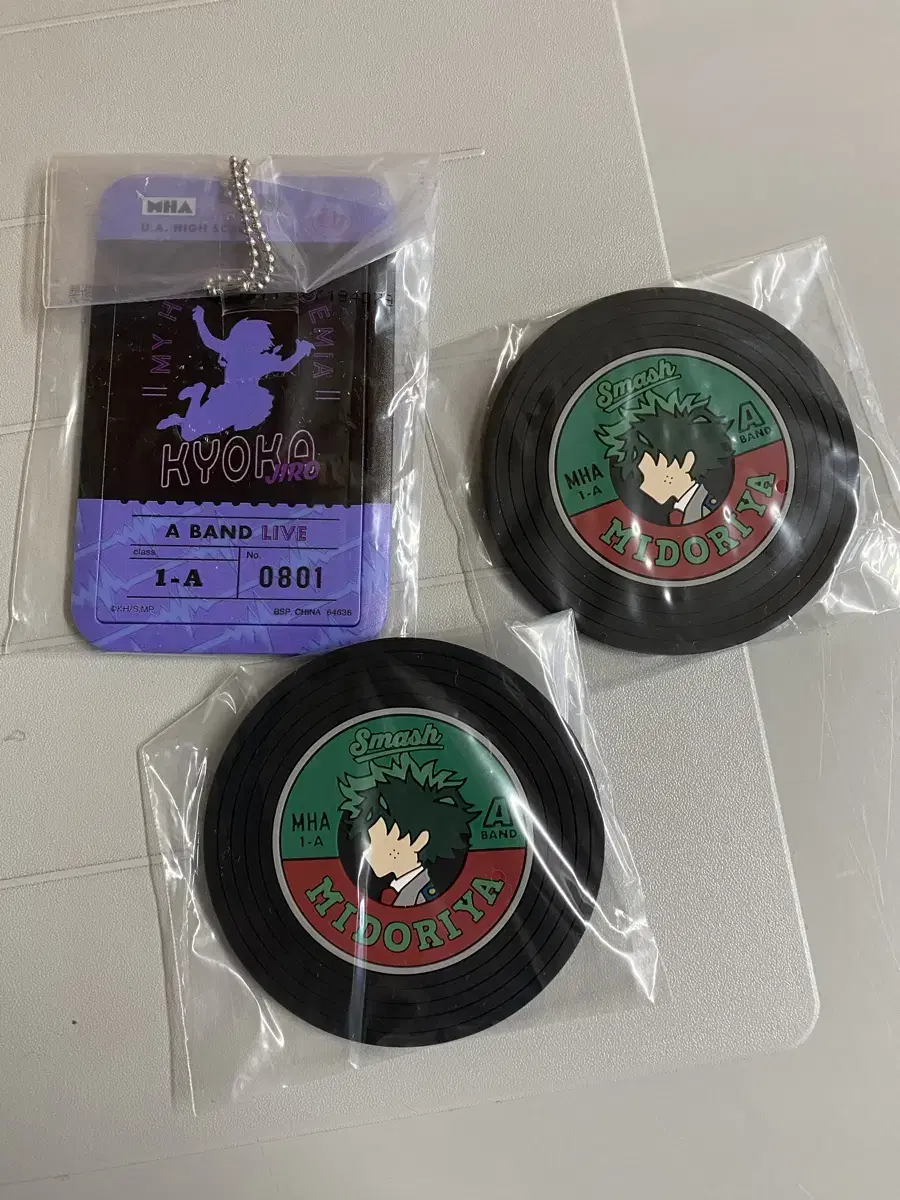 MHA
U.A. HIGH
MY
EMIA
KYOKA
JIRO
A BAND LIVE
class.
No.
1-A
0801
©KH/S,MP.
BSP, CHINA 64636
Smash
MHA
1-A
A
BAND
MIDORIYA
Smash
MHA
1-A
A
BAND
MIDORIYA